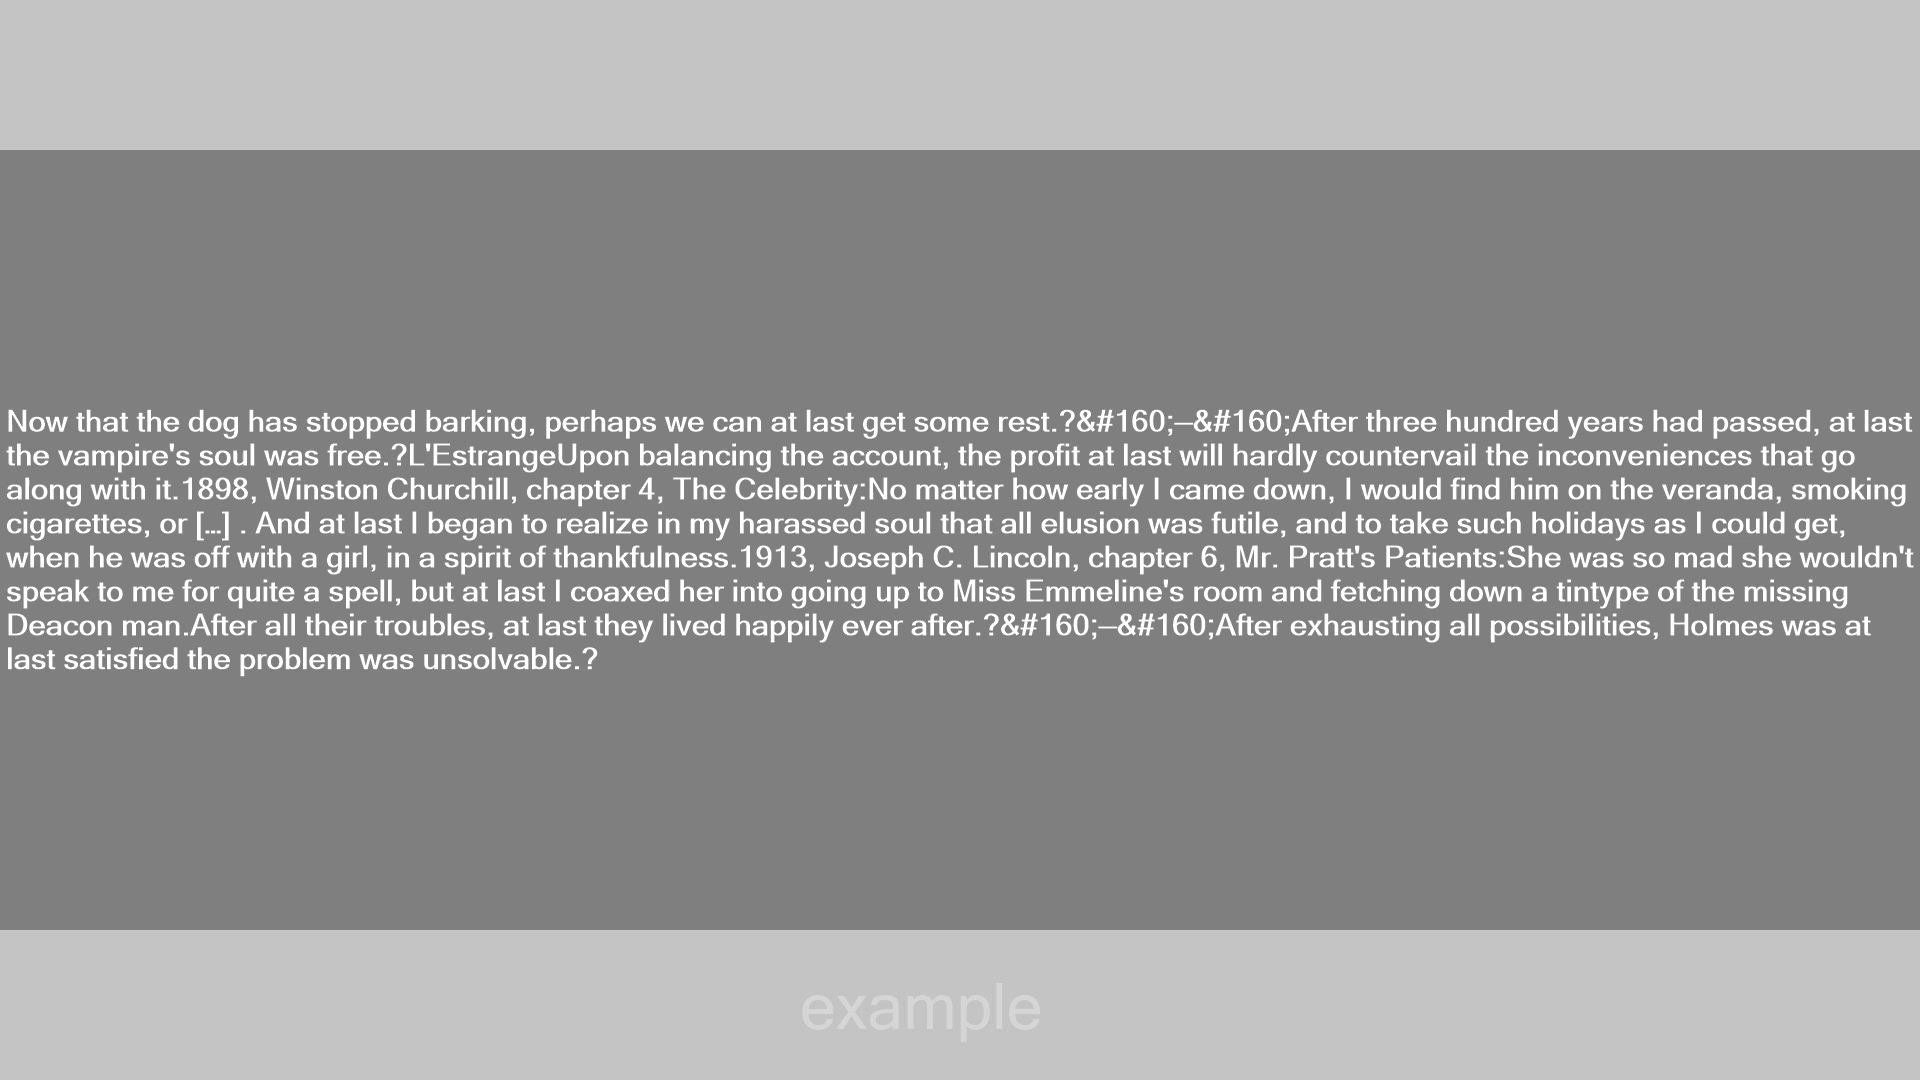 Now that the dog has stopped barking, perhaps we can at last get some rest.?&#160;—&#160;After three hundred years had passed, at last
the vampire's soul was free.?L'EstrangeUpon balancing the account, the profit at last will hardly countervail the inconveniences that go
along with it.1898, Winston Churchill, chapter 4, The Celebrity:No matter how early I came down, I would find him on the veranda, smoking
cigarettes, or [...] . And at last I began to realize in my harassed soul that all elusion was futile, and to take such holidays as I could get,
when he was off with a girl, in a spirit of thankfulness.1913, Joseph C. Lincoln, chapter 6, Mr. Pratt's Patients:She was so mad she wouldn't
speak to me for quite a spell, but at last I coaxed her into going up to Miss Emmeline's room and fetching down a tintype of the missing
Deacon man.After all their troubles, at last they lived happily ever after.?&#160;—&#160;After exhausting all possibilities, Holmes was at
last satisfied the problem was unsolvable.?
example